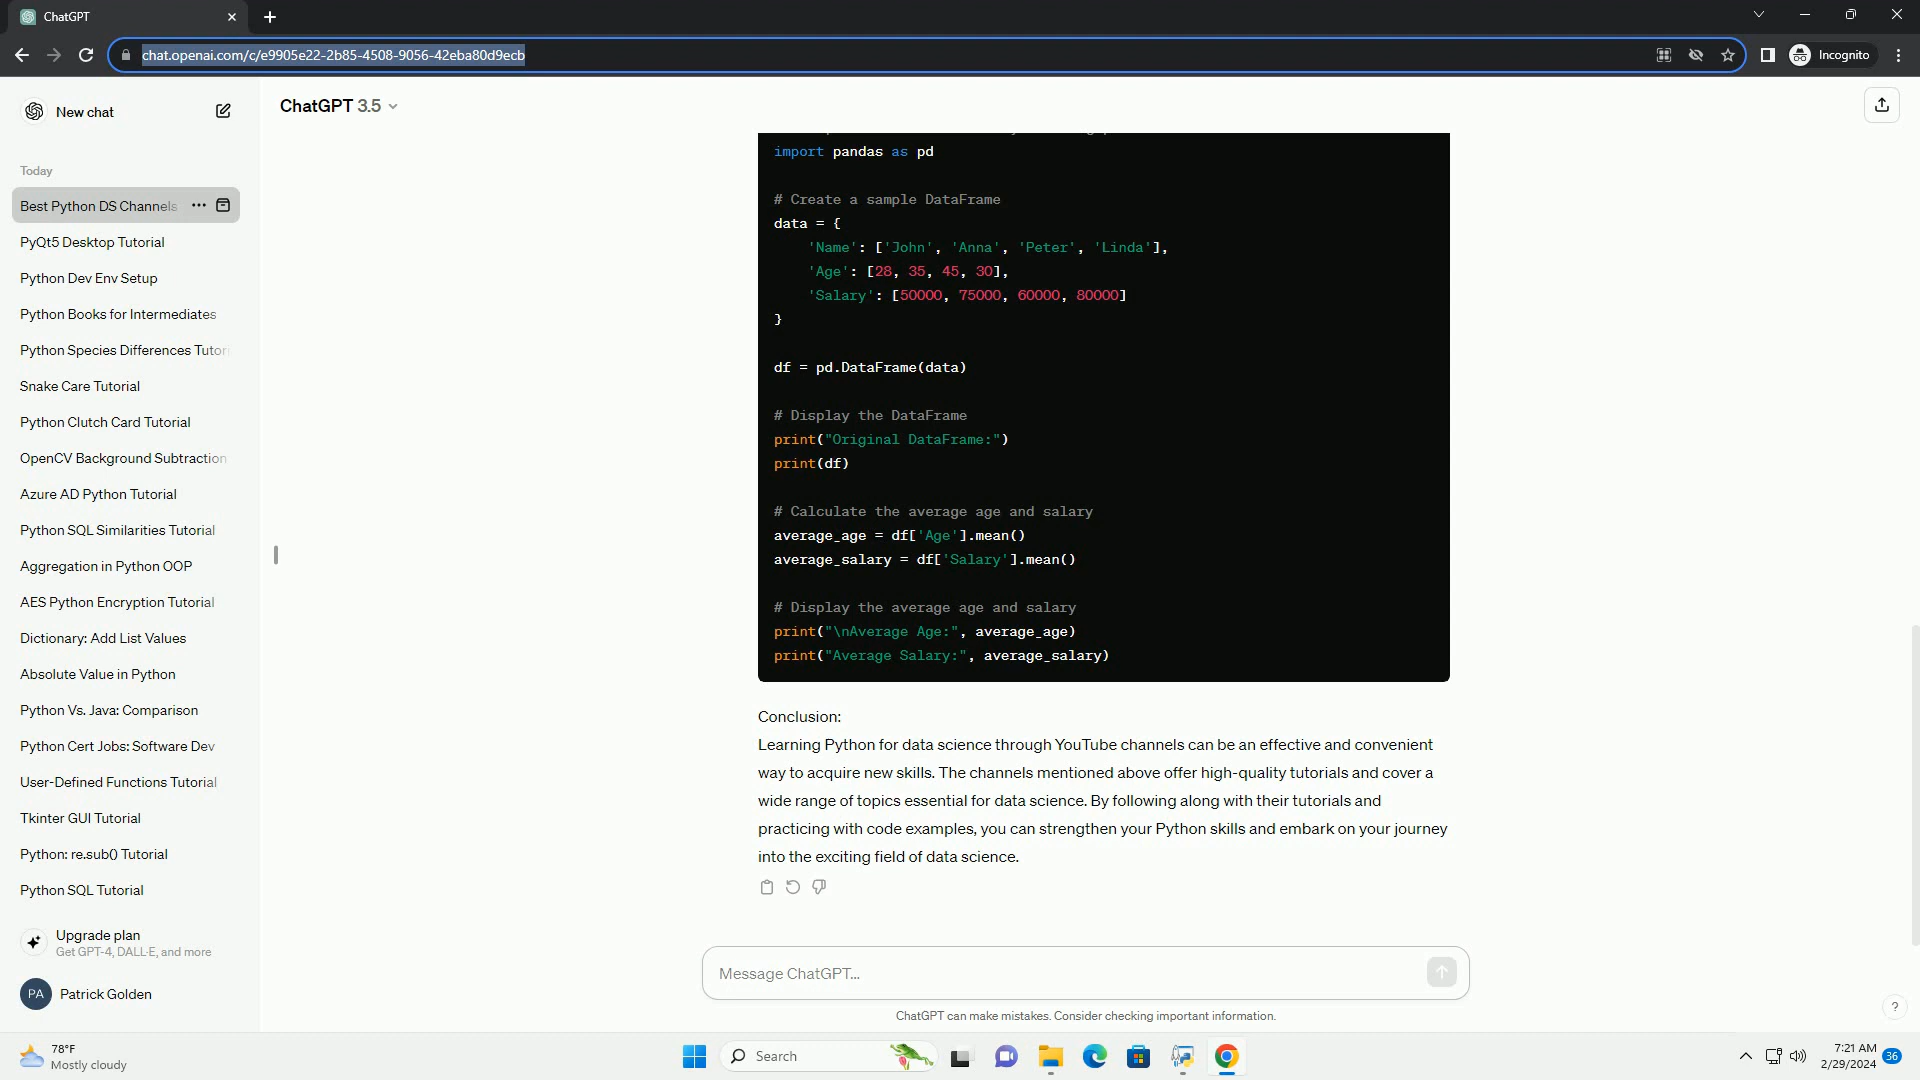 ChatGPT
chat.openai.com/c/e9905e22-2b85-4508-9056-42eba80d9ecb
Incognito
New chat
ChatGPT 3.5
Today
Best Python DS Channels
PyQt5 Desktop Tutorial
Python Dev Env Setup
Python Books for Intermediates
Python Species Differences Tutor
Snake Care Tutorial
Python Clutch Card Tutorial
OpenCV Background Subtraction
Azure AD Python Tutorial
Python SQL Similarities Tutorial
Aggregation in Python OOP
AES Python Encryption Tutorial
Dictionary: Add List Values
Absolute Value in Python
Python Vs. Java: Comparison
Python Cert Jobs: Software Dev
User-Defined Functions Tutorial
Tkinter GUI Tutorial
Python: re.sub() Tutorial
Python SQL Tutorial
Upgrade plan
Get GPT-4, DALL·E, and more
PA Patrick Golden
import pandas as pd
# Create a sample DataFrame
data = {
'Name': ['John', 'Anna', 'Peter', 'Linda'],
'Age': [28, 35, 45, 30],
'Salary': [50000, 75000, 60000, 80000]
}
df = pd.DataFrame(data)
# Display the DataFrame
print("Original DataFrame:")
print(df)
# Calculate the average age and salary
average_age = df['Age'].mean()
average_salary = df['Salary'].mean()
# Display the average age and salary
print("\nAverage Age:", average_age)
print("Average Salary:", average_salary)
Conclusion:
Learning Python for data science through YouTube channels can be an effective and convenient
way to acquire new skills. The channels mentioned above offer high-quality tutorials and cover a
wide range of topics essential for data science. By following along with their tutorials and
practicing with code examples, you can strengthen your Python skills and embark on your journey
into the exciting field of data science.
Message ChatGPT...
ChatGPT can make mistakes. Consider checking important information.
?
78°F
Mostly cloudy
Search
7:21 AM
2/29/2024
36